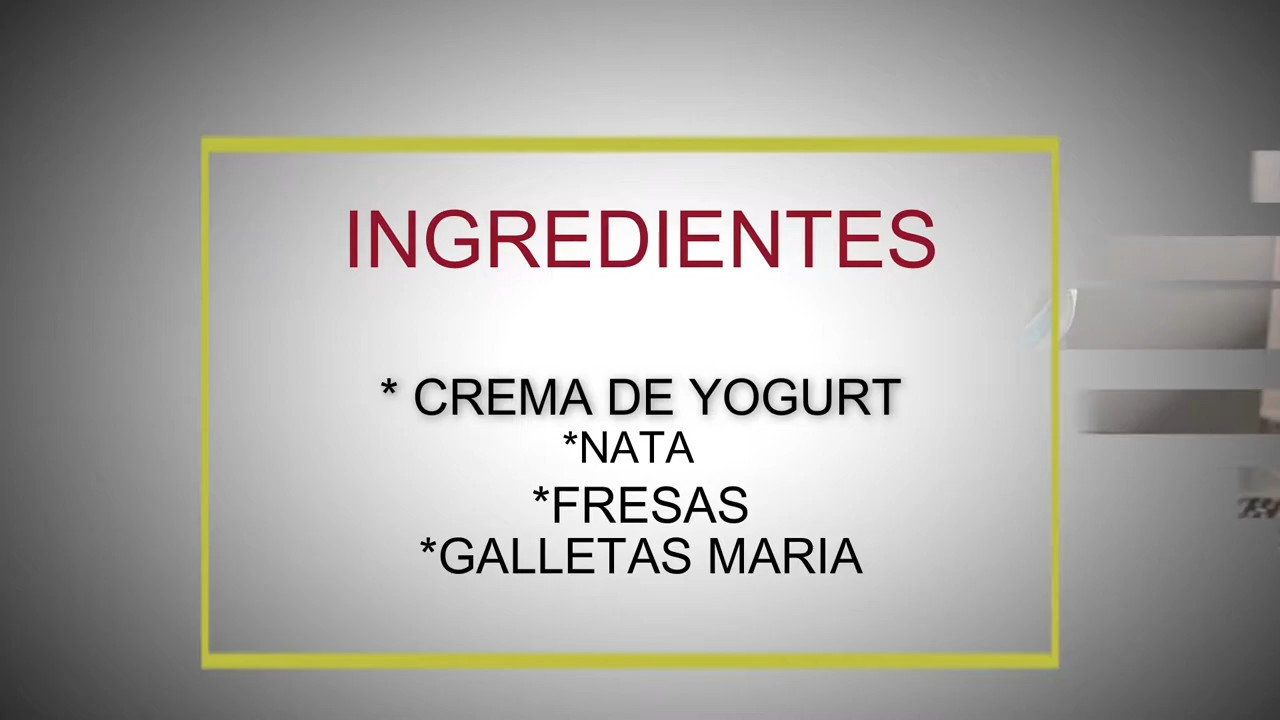 INGREDIENTES
* CREMA DE YOGURT
*NATA
*FRESAS
*GALLETAS MARIA